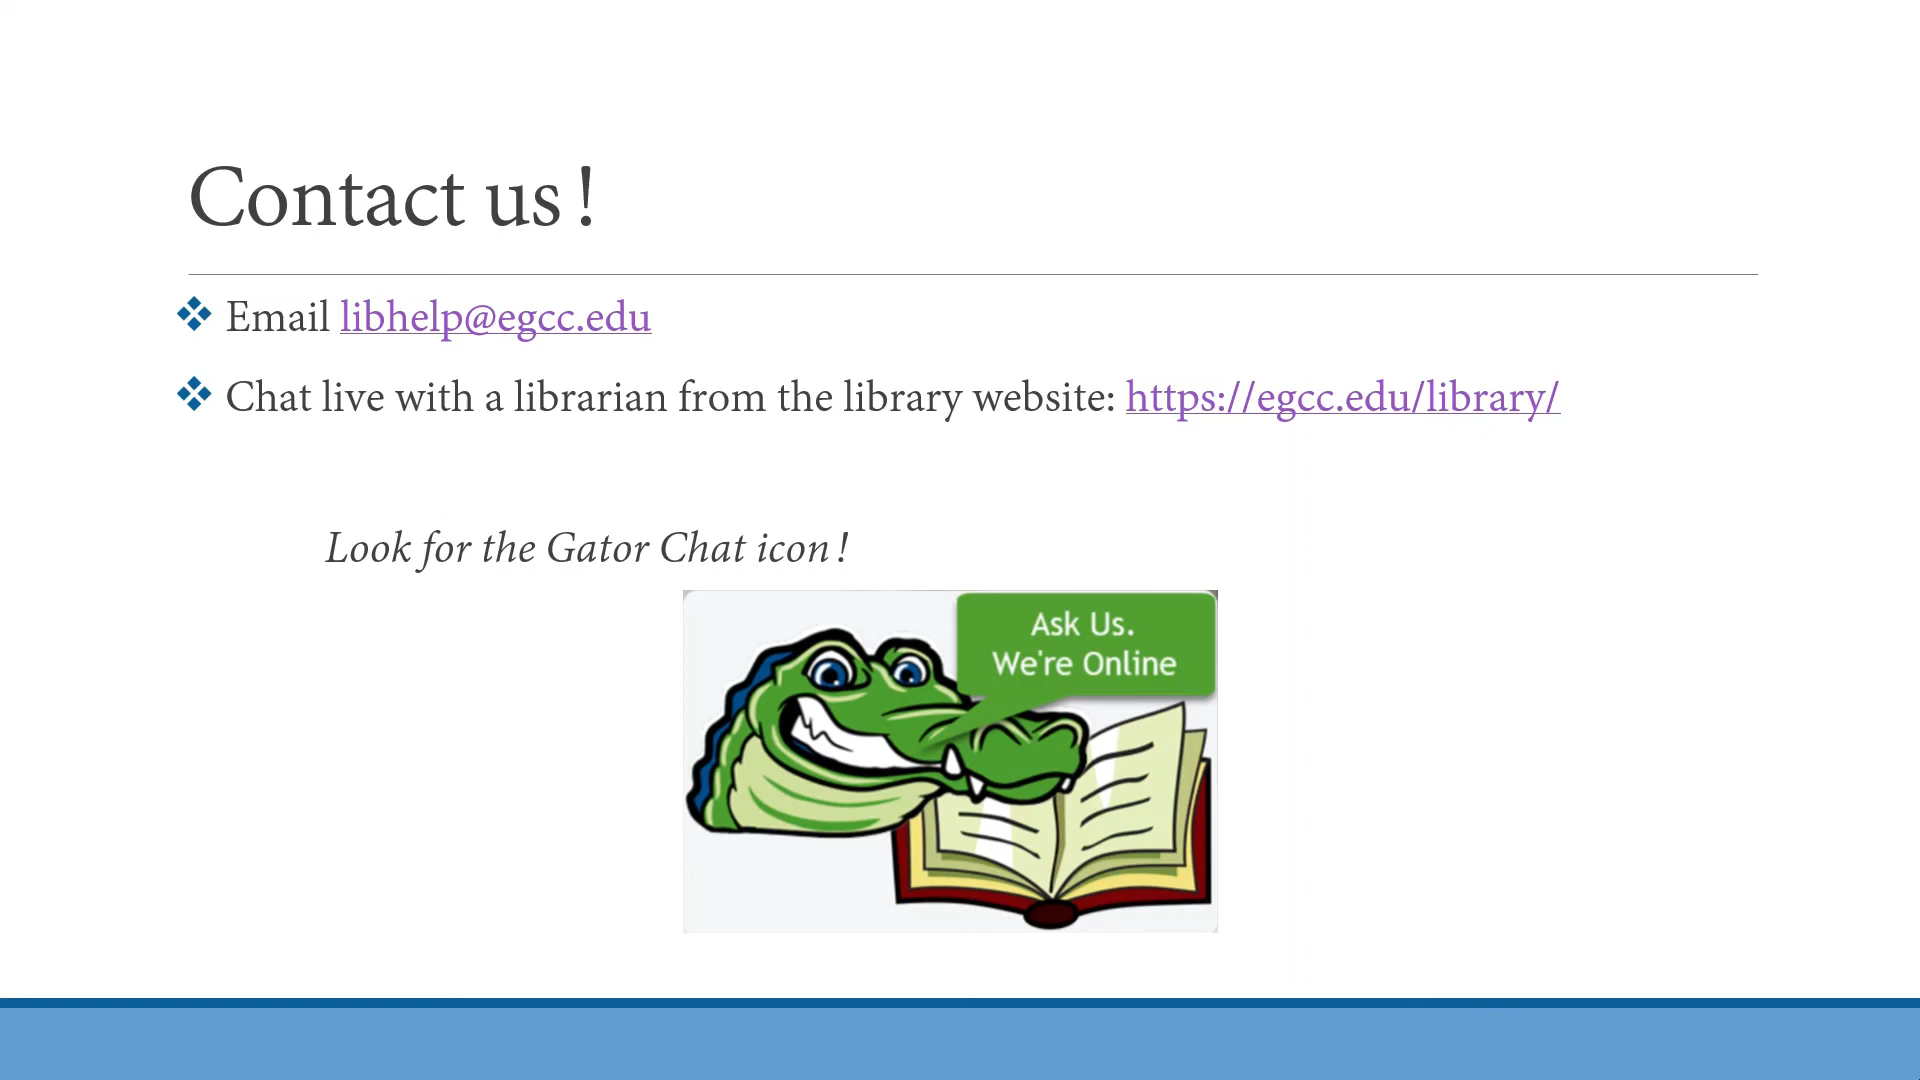 Contact us!
Email libhelp@egcc.edu
Chat live with a librarian from the library website: https://egcc.edu/library/
Look for the Gator Chat icon!
Ask Us.
We're Online